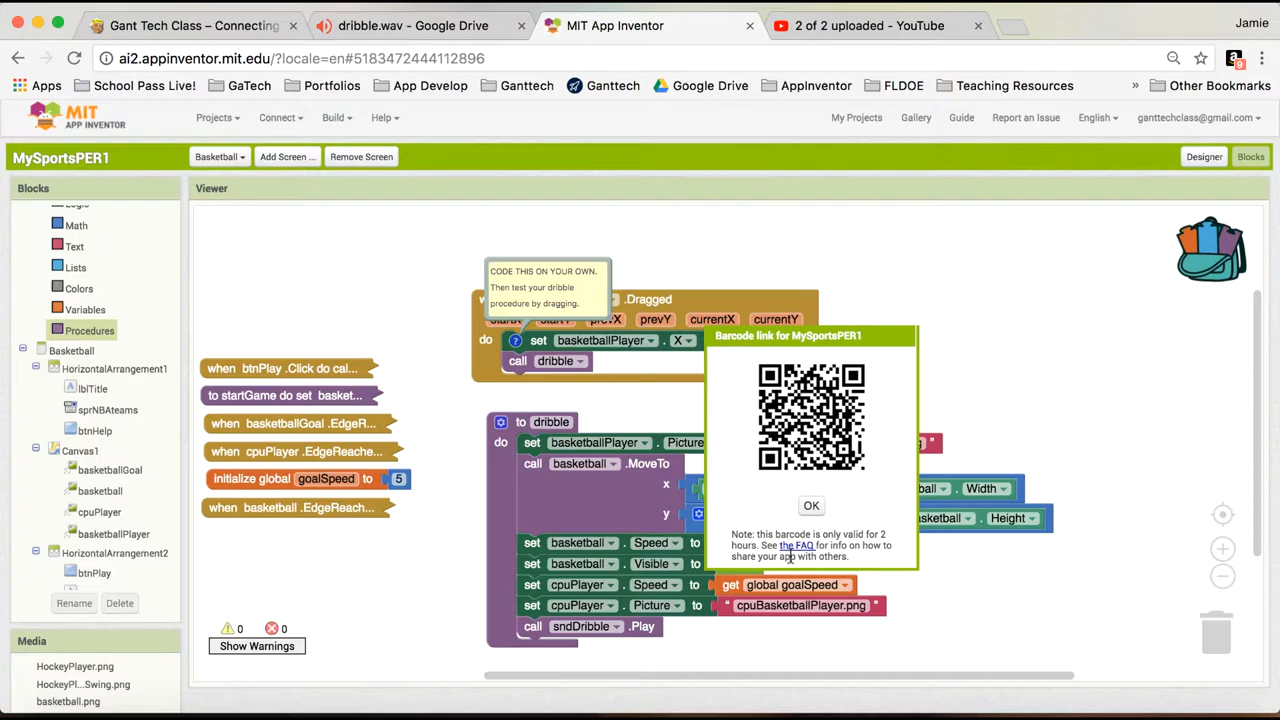 Gant Tech Class – Connecting
dribble.wav - Google Drive
MIT App Inventor
2 of 2 uploaded - YouTube
Jamie
ai2.appinventor.mit.edu/?locale=en#5183472444112896
9
Apps
School Pass Live!
GaTech
Portfolios
App Develop
Ganttech
Ganttech
Google Drive
AppInventor
FLDOE
Teaching Resources
»
Other Bookmarks
MIT
APP INVENTOR
Projects
Connect
Build
Help
My Projects
Gallery
Guide
Report an Issue
English
ganttechclass@gmail.com
MySportsPER1
Basketball
Add Screen ...
Remove Screen
Designer
Blocks
Blocks
Viewer
Logic
Math
Text
Lists
Colors
Variables
Procedures
Basketball
HorizontalArrangement1
lblTitle
sprNBAteams
btnHelp
Canvas1
basketballGoal
basketball
cpuPlayer
basketballPlayer
HorizontalArrangement2
btnPlay
Rename
Delete
Media
HockeyPlayer.png
HockeyPl...Swing.png
basketball.png
when btnPlay .Click do cal...
to startGame do set basket...
when basketballGoal .EdgeR...
when cpuPlayer .EdgeReache...
initialize global goalSpeed to 5
when basketball .EdgeReach...
0
0
Show Warnings
CODE THIS ON YOUR OWN.
Then test your dribble
procedure by dragging.
.Dragged
prevX prevY currentX currentY
do ? set basketballPlayer . X
call dribble
to dribble
do set basketballPlayer . Picture "
call basketball .MoveTo
x . Width
y . Height
set basketball . Speed to
set basketball . Visible to
set cpuPlayer . Speed to get global goalSpeed
set cpuPlayer . Picture to " cpuBasketballPlayer.png "
call sndDribble .Play
Barcode link for MySportsPER1
OK
Note: this barcode is only valid for 2
hours. See the FAQ for info on how to
share your app with others.